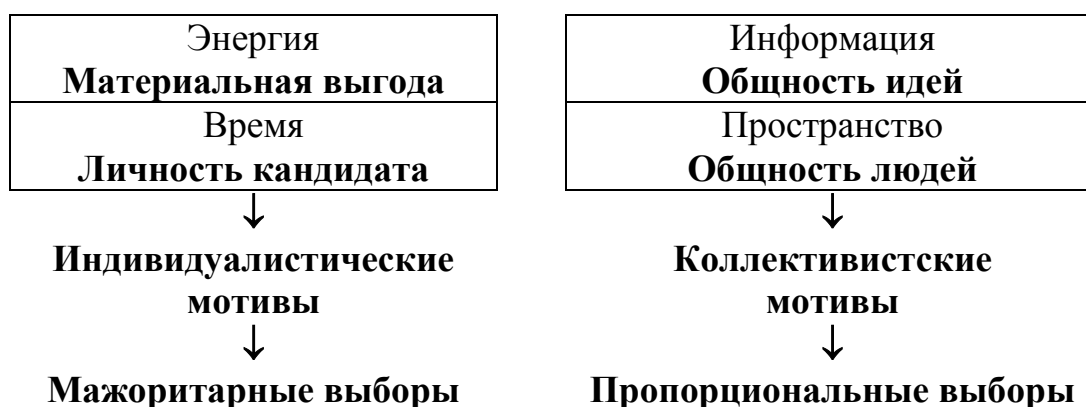 Энергия
Материальная выгода
Время
Личность кандидата
↓
Индивидуалистические
мотивы
↓
Мажоритарные выборы
Информация
Общность идей
Пространство
Общность людей
↓
Коллективистские
мотивы
↓
Пропорциональные выборы